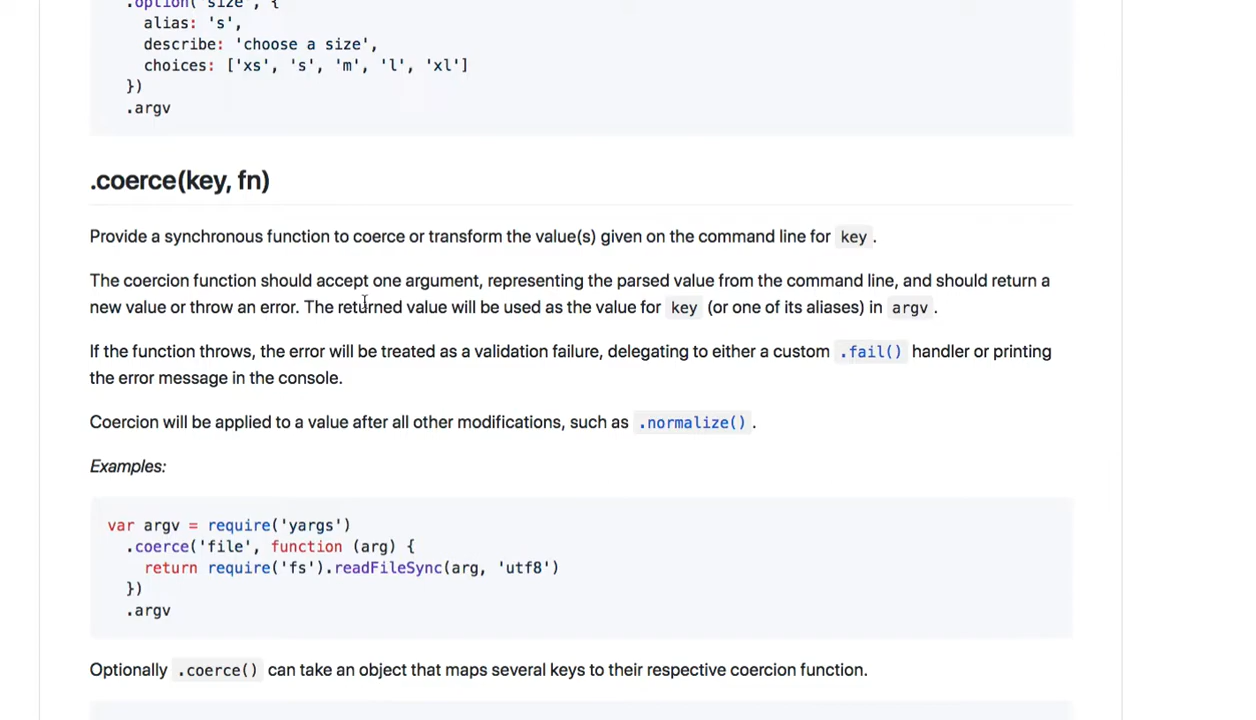 .option('size', {
alias: 's',
describe: 'choose a size',
choices: ['xs', 's', 'm', 'l', 'xl']
})
.argv
.coerce(key, fn)
Provide a synchronous function to coerce or transform the value(s) given on the command line for key .
The coercion function should accept one argument, representing the parsed value from the command line, and should return a
new value or throw an error. The returned value will be used as the value for key (or one of its aliases) in argv .
If the function throws, the error will be treated as a validation failure, delegating to either a custom .fail() handler or printing
the error message in the console.
Coercion will be applied to a value after all other modifications, such as .normalize() .
Examples:
var argv = require('yargs')
.coerce('file', function (arg) {
return require('fs').readFileSync(arg, 'utf8')
})
.argv
Optionally .coerce() can take an object that maps several keys to their respective coercion function.